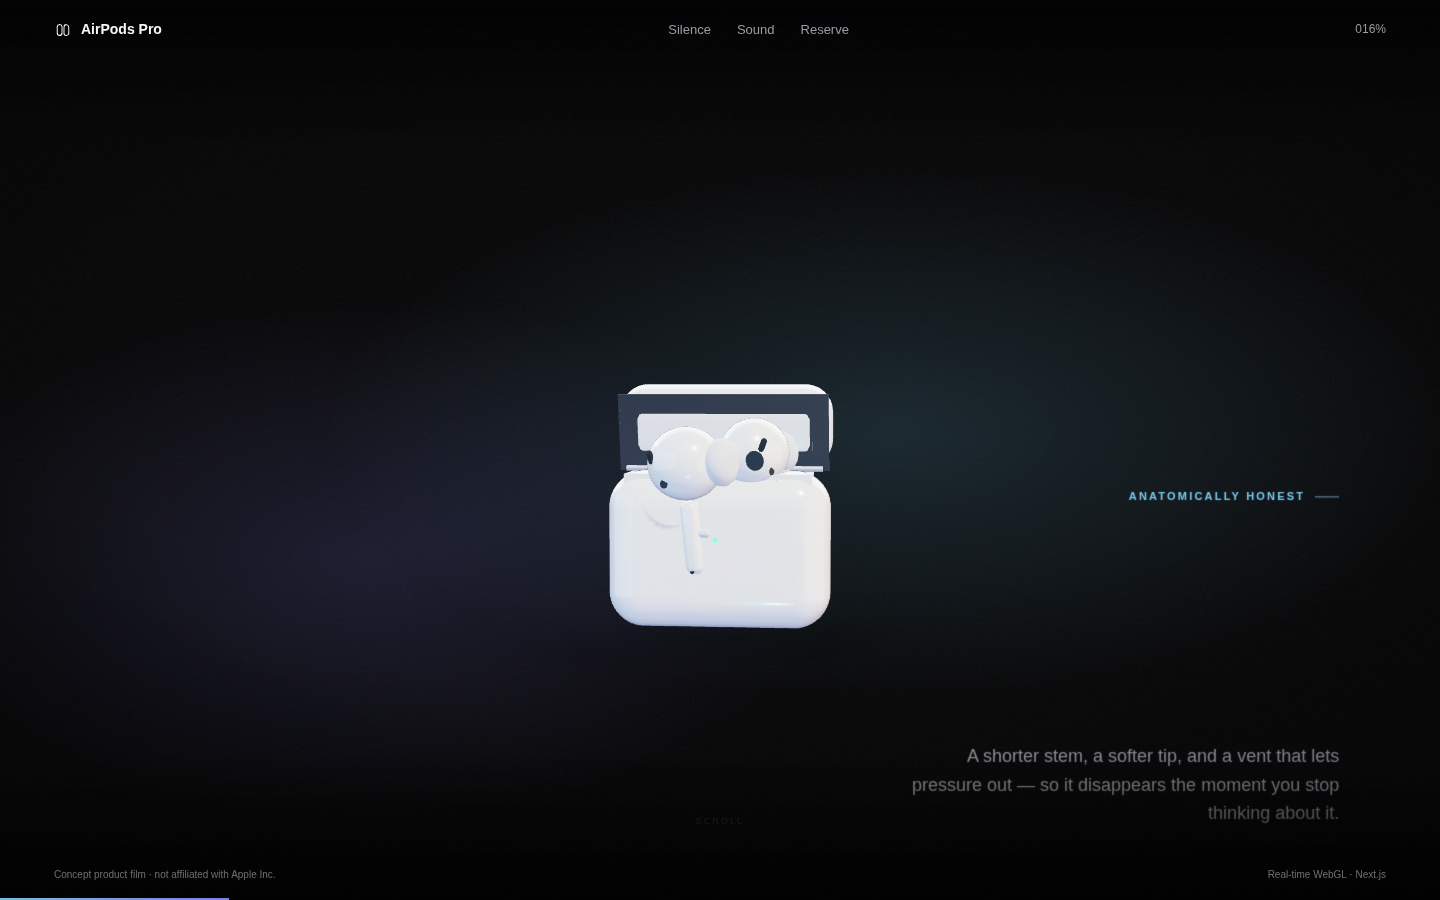 AirPods Pro
Silence Sound Reserve
016%
ANATOMICALLY HONEST
A shorter stem, a softer tip, and a vent that lets
pressure out — so it disappears the moment you stop
thinking about it.
SCROLL
Concept product film · not affiliated with Apple Inc.
Real-time WebGL · Next.js